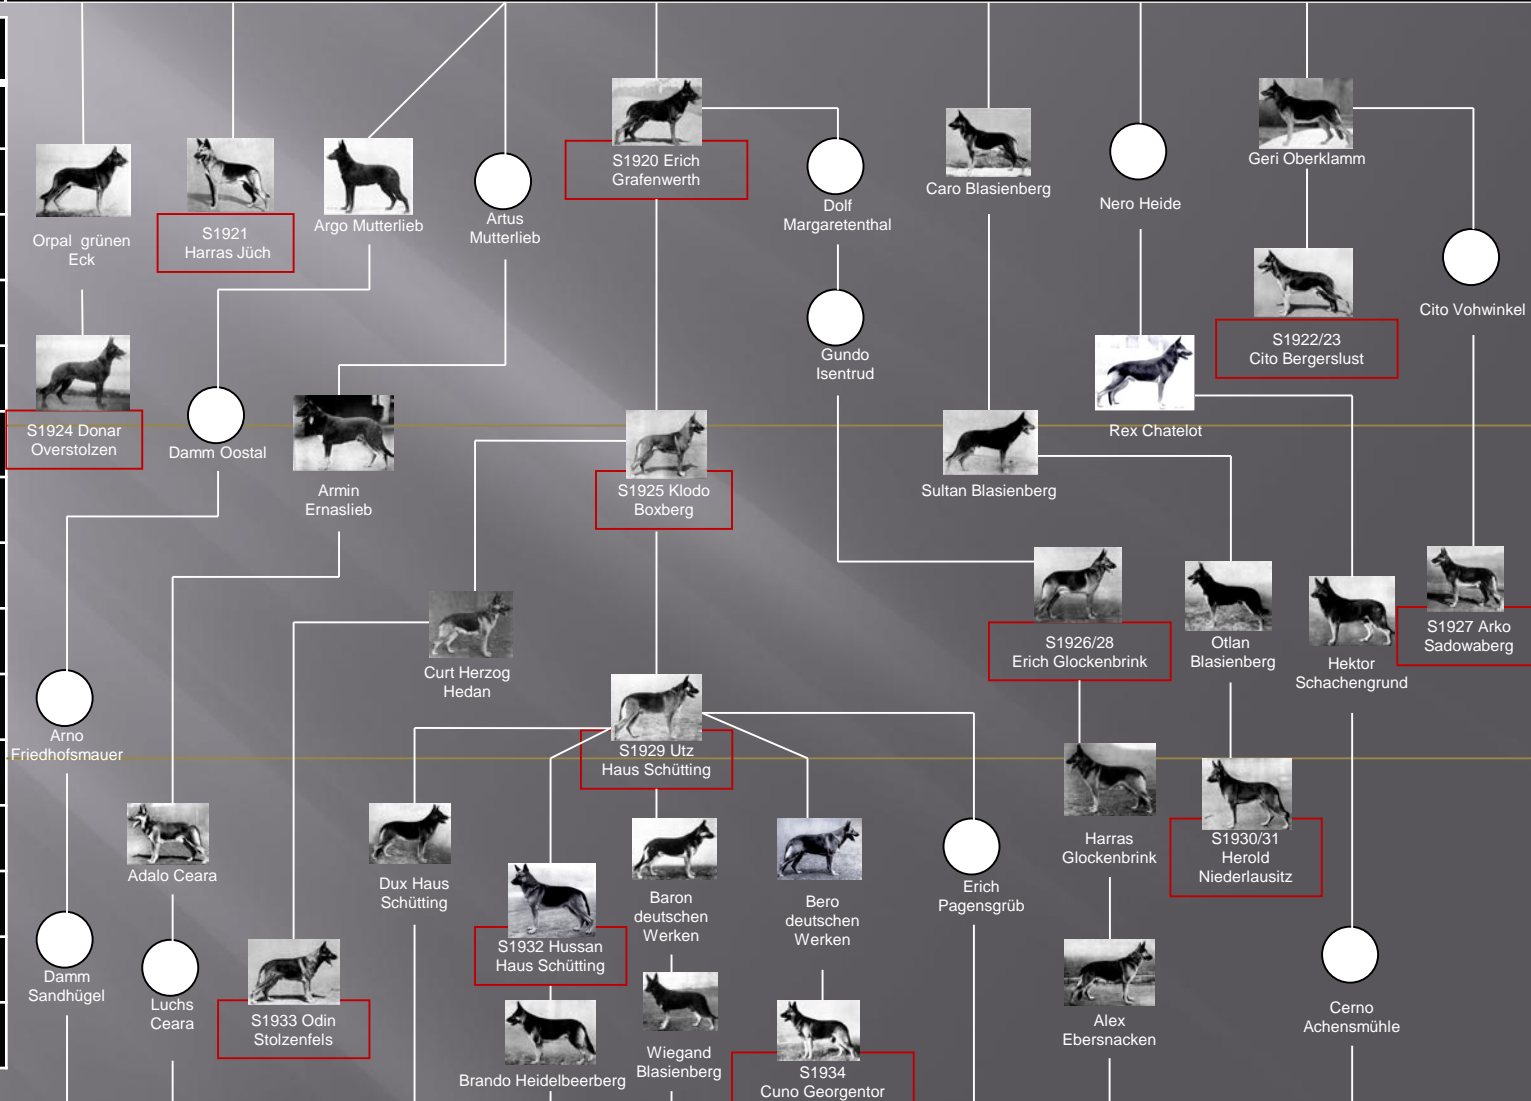 S1920 Erich
Grafenwerth
Geri Oberklamm
Caro Blasienberg
Nero Heide
Dolf
Margaretenthal
Orpal  grünen
Eck
S1921
Harras Jüch
Argo Mutterlieb
Artus
Mutterlieb
Cito Vohwinkel
S1922/23
Cito Bergerslust
Gundo
Isentrud
S1924 Donar
Overstolzen
Damm Oostal
Rex Chatelot
Armin
Ernaslieb
S1925 Klodo
Boxberg
Sultan Blasienberg
S1926/28
Erich Glockenbrink
Otlan
Blasienberg
Hektor
Schachengrund
S1927 Arko
Sadowaberg
Curt Herzog
Hedan
Arno
Friedhofsmauer
S1929 Utz
Haus Schütting
Harras
Glockenbrink
S1930/31
Herold
Niederlausitz
Adalo Ceara
Dux Haus
Schütting
Baron
deutschen
Werken
Bero
deutschen
Werken
Erich
Pagensgrüb
S1932 Hussan
Haus Schütting
Damm
Sandhügel
Luchs
Ceara
S1933 Odin
Stolzenfels
Alex
Ebersnacken
Cerno
Achensmühle
Brando Heidelbeerberg
Wiegand
Blasienberg
S1934
Cuno Georgentor